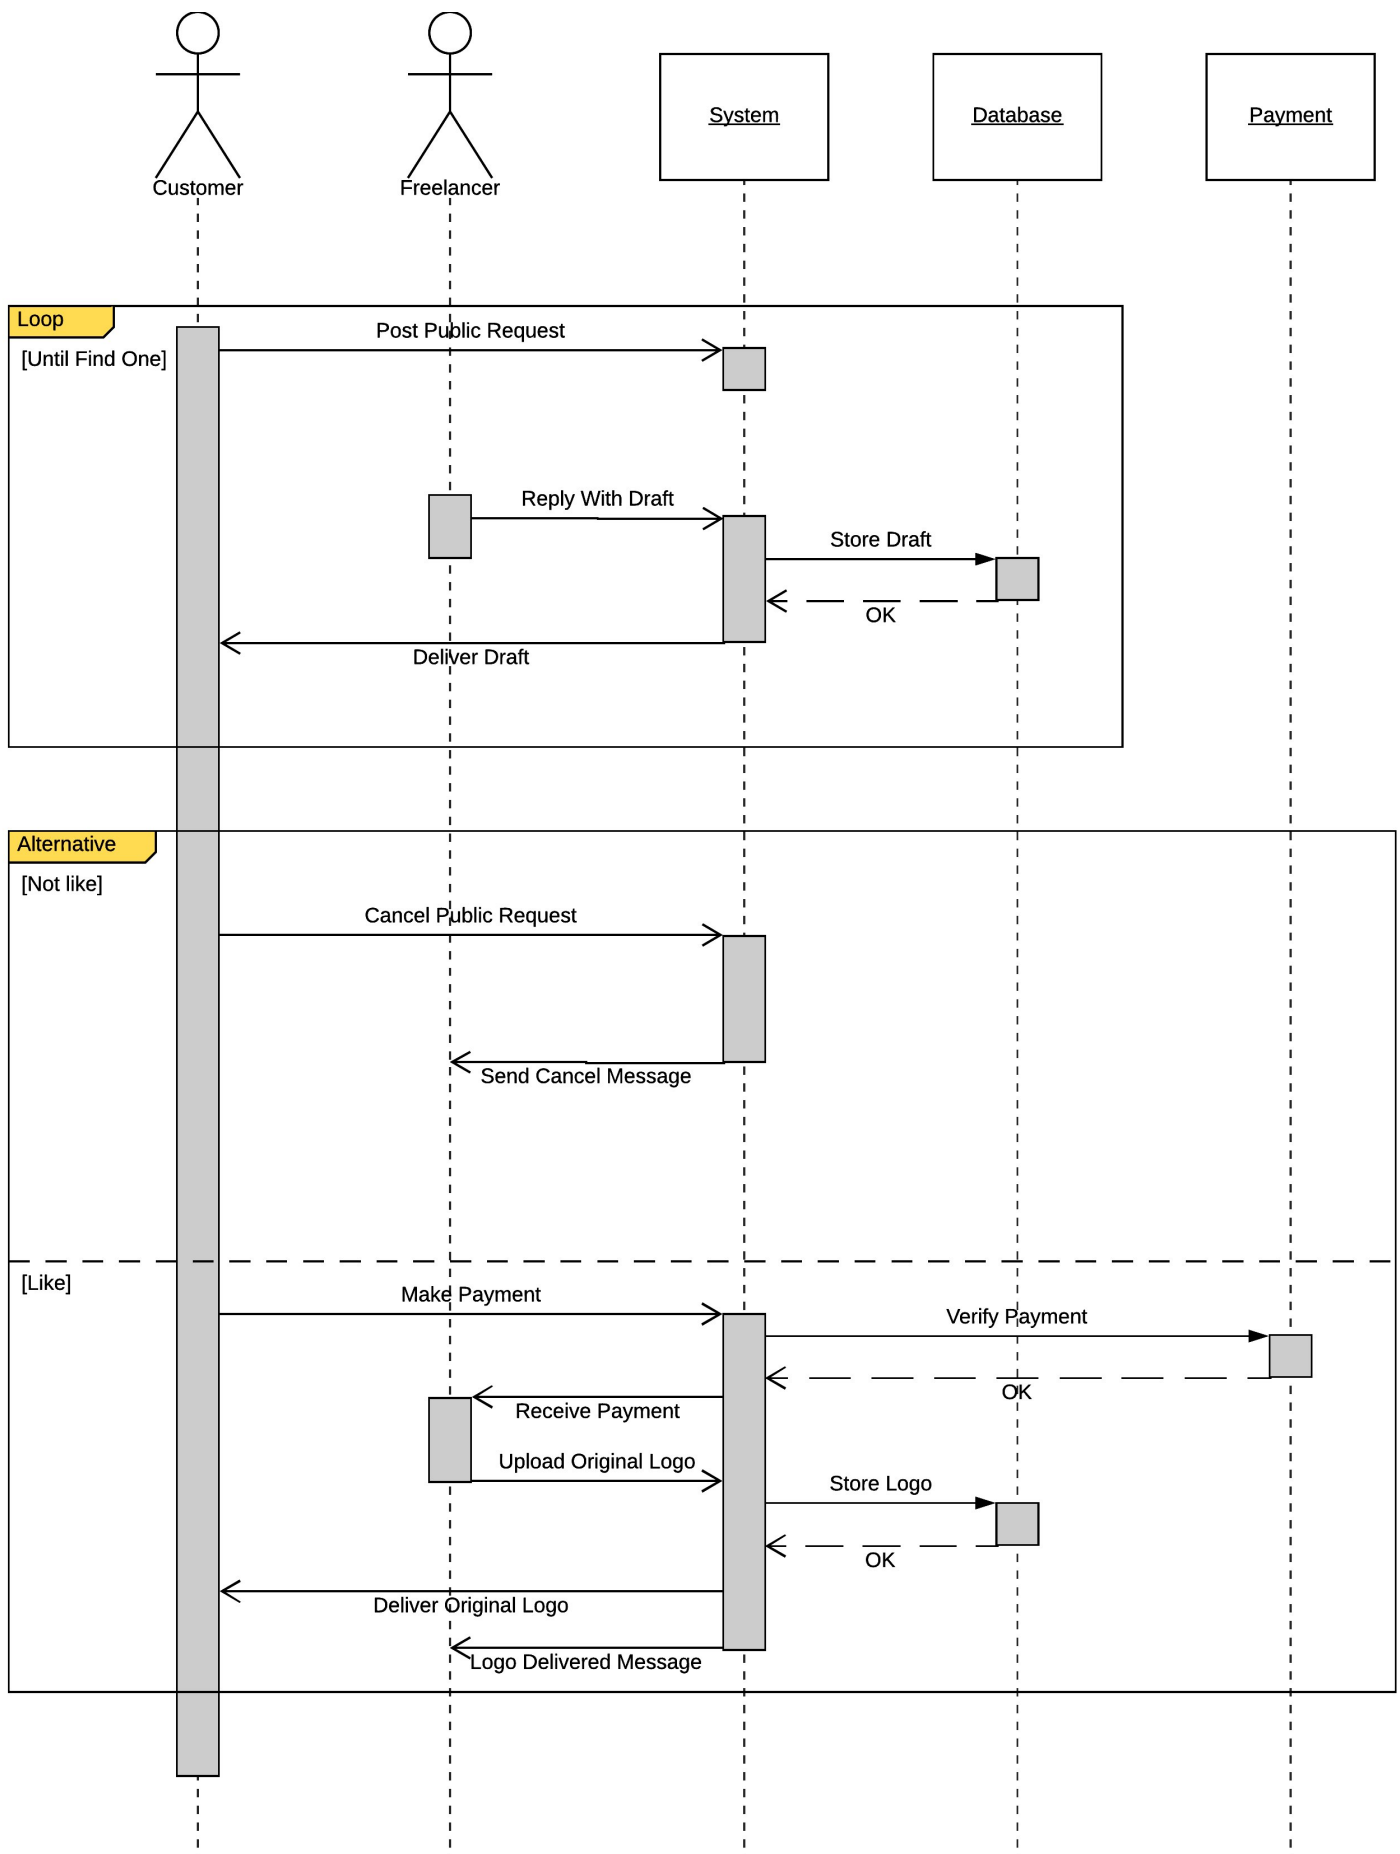 Customer
Freelancer
System
Database
Payment
Loop
[Until Find One]
Post Public Request
Reply With Draft
Store Draft
OK
Deliver Draft
Alternative
[Not like]
Cancel Public Request
Send Cancel Message
[Like]
Make Payment
Verify Payment
OK
Receive Payment
Upload Original Logo
Store Logo
OK
Deliver Original Logo
Logo Delivered Message